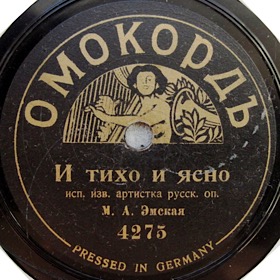 ОМОКОРДЪ
И тихо и ясно
исп. изв. артистка русск. оп.
М. А. Эмская
4275
PRESSED IN GERMANY